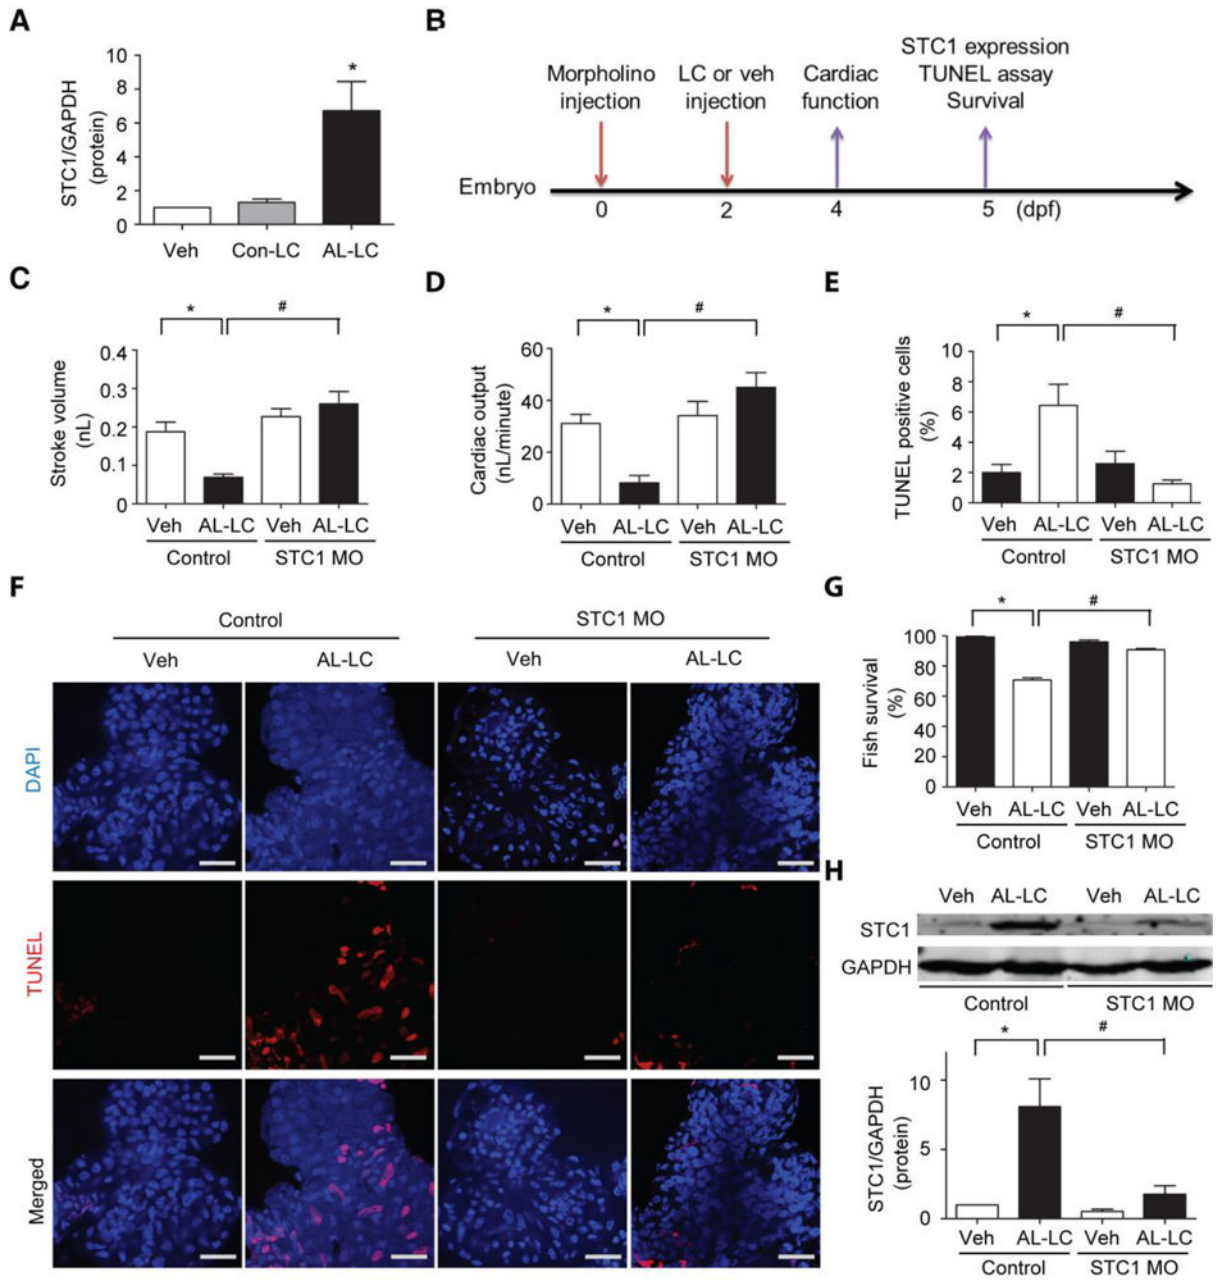 A
STC1/GAPDH
(protein)
10
8
6
4
2
0
*
Veh Con-LC AL-LC
B
Morpholino
injection
LC or veh
injection
Cardiac
function
STC1 expression
TUNEL assay
Survival
Embryo
0 2 4 5 (dpf)
C
* #
Stroke volume
(nL)
0.4
0.3
0.2
0.1
0
Veh AL-LC Veh AL-LC
Control STC1 MO
D
* #
Cardiac output
(nL/minute)
60
40
20
0
Veh AL-LC Veh AL-LC
Control STC1 MO
E
* #
TUNEL positive cells
(%)
10
8
6
4
2
0
Veh AL-LC Veh AL-LC
Control STC1 MO
F
Control STC1 MO
Veh AL-LC Veh AL-LC
DAPI
TUNEL
Merged
G
* #
Fish survival
(%)
100
80
60
40
20
0
Veh AL-LC Veh AL-LC
Control STC1 MO
H
Veh AL-LC Veh AL-LC
STC1
GAPDH
Control STC1 MO
* #
STC1/GAPDH
(protein)
10
5
0
Veh AL-LC Veh AL-LC
Control STC1 MO